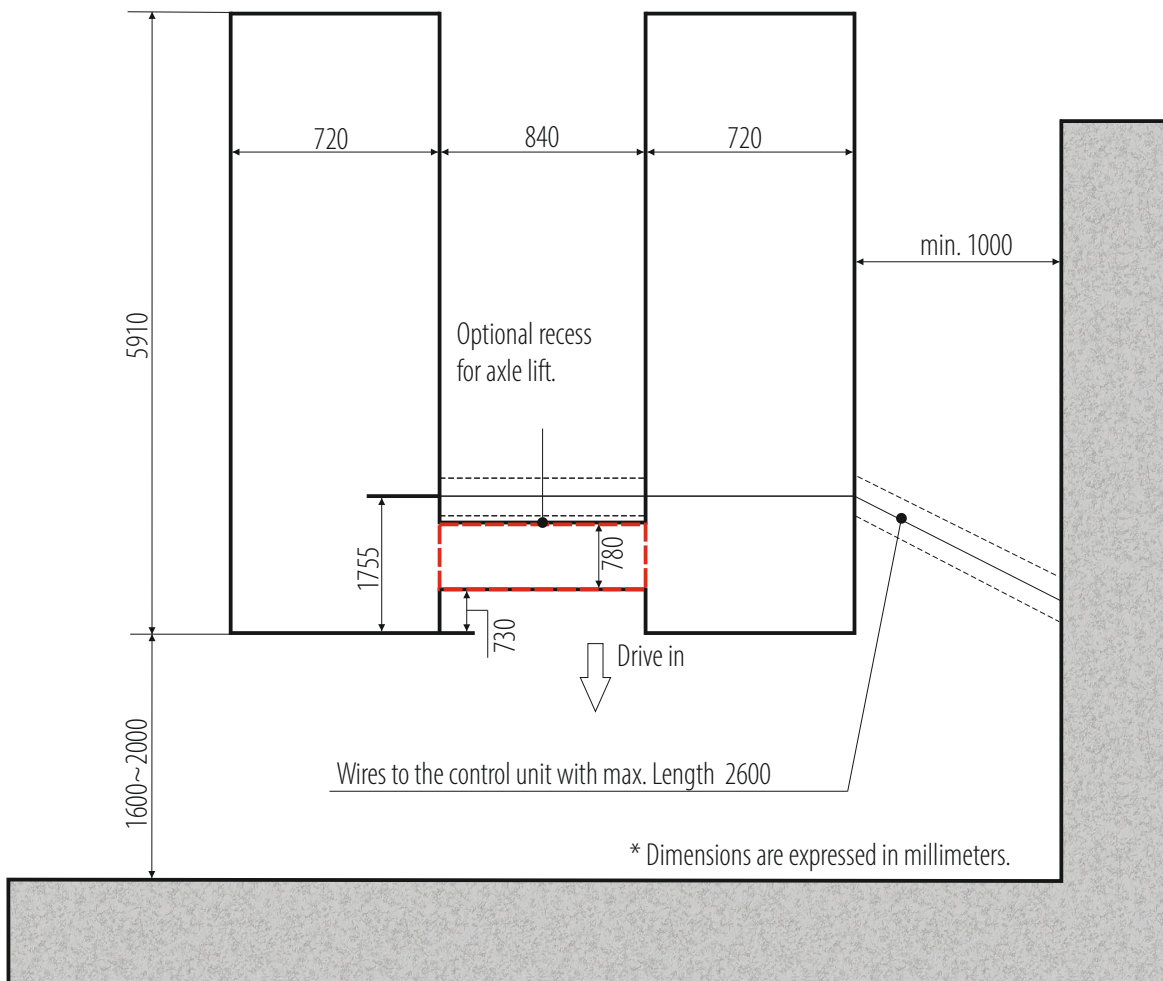 720
840
720
min. 1000
5910
Optional recess
for axle lift.
1755
780
730
Drive in
1600~2000
Wires to the control unit with max. Length 2600
* Dimensions are expressed in millimeters.